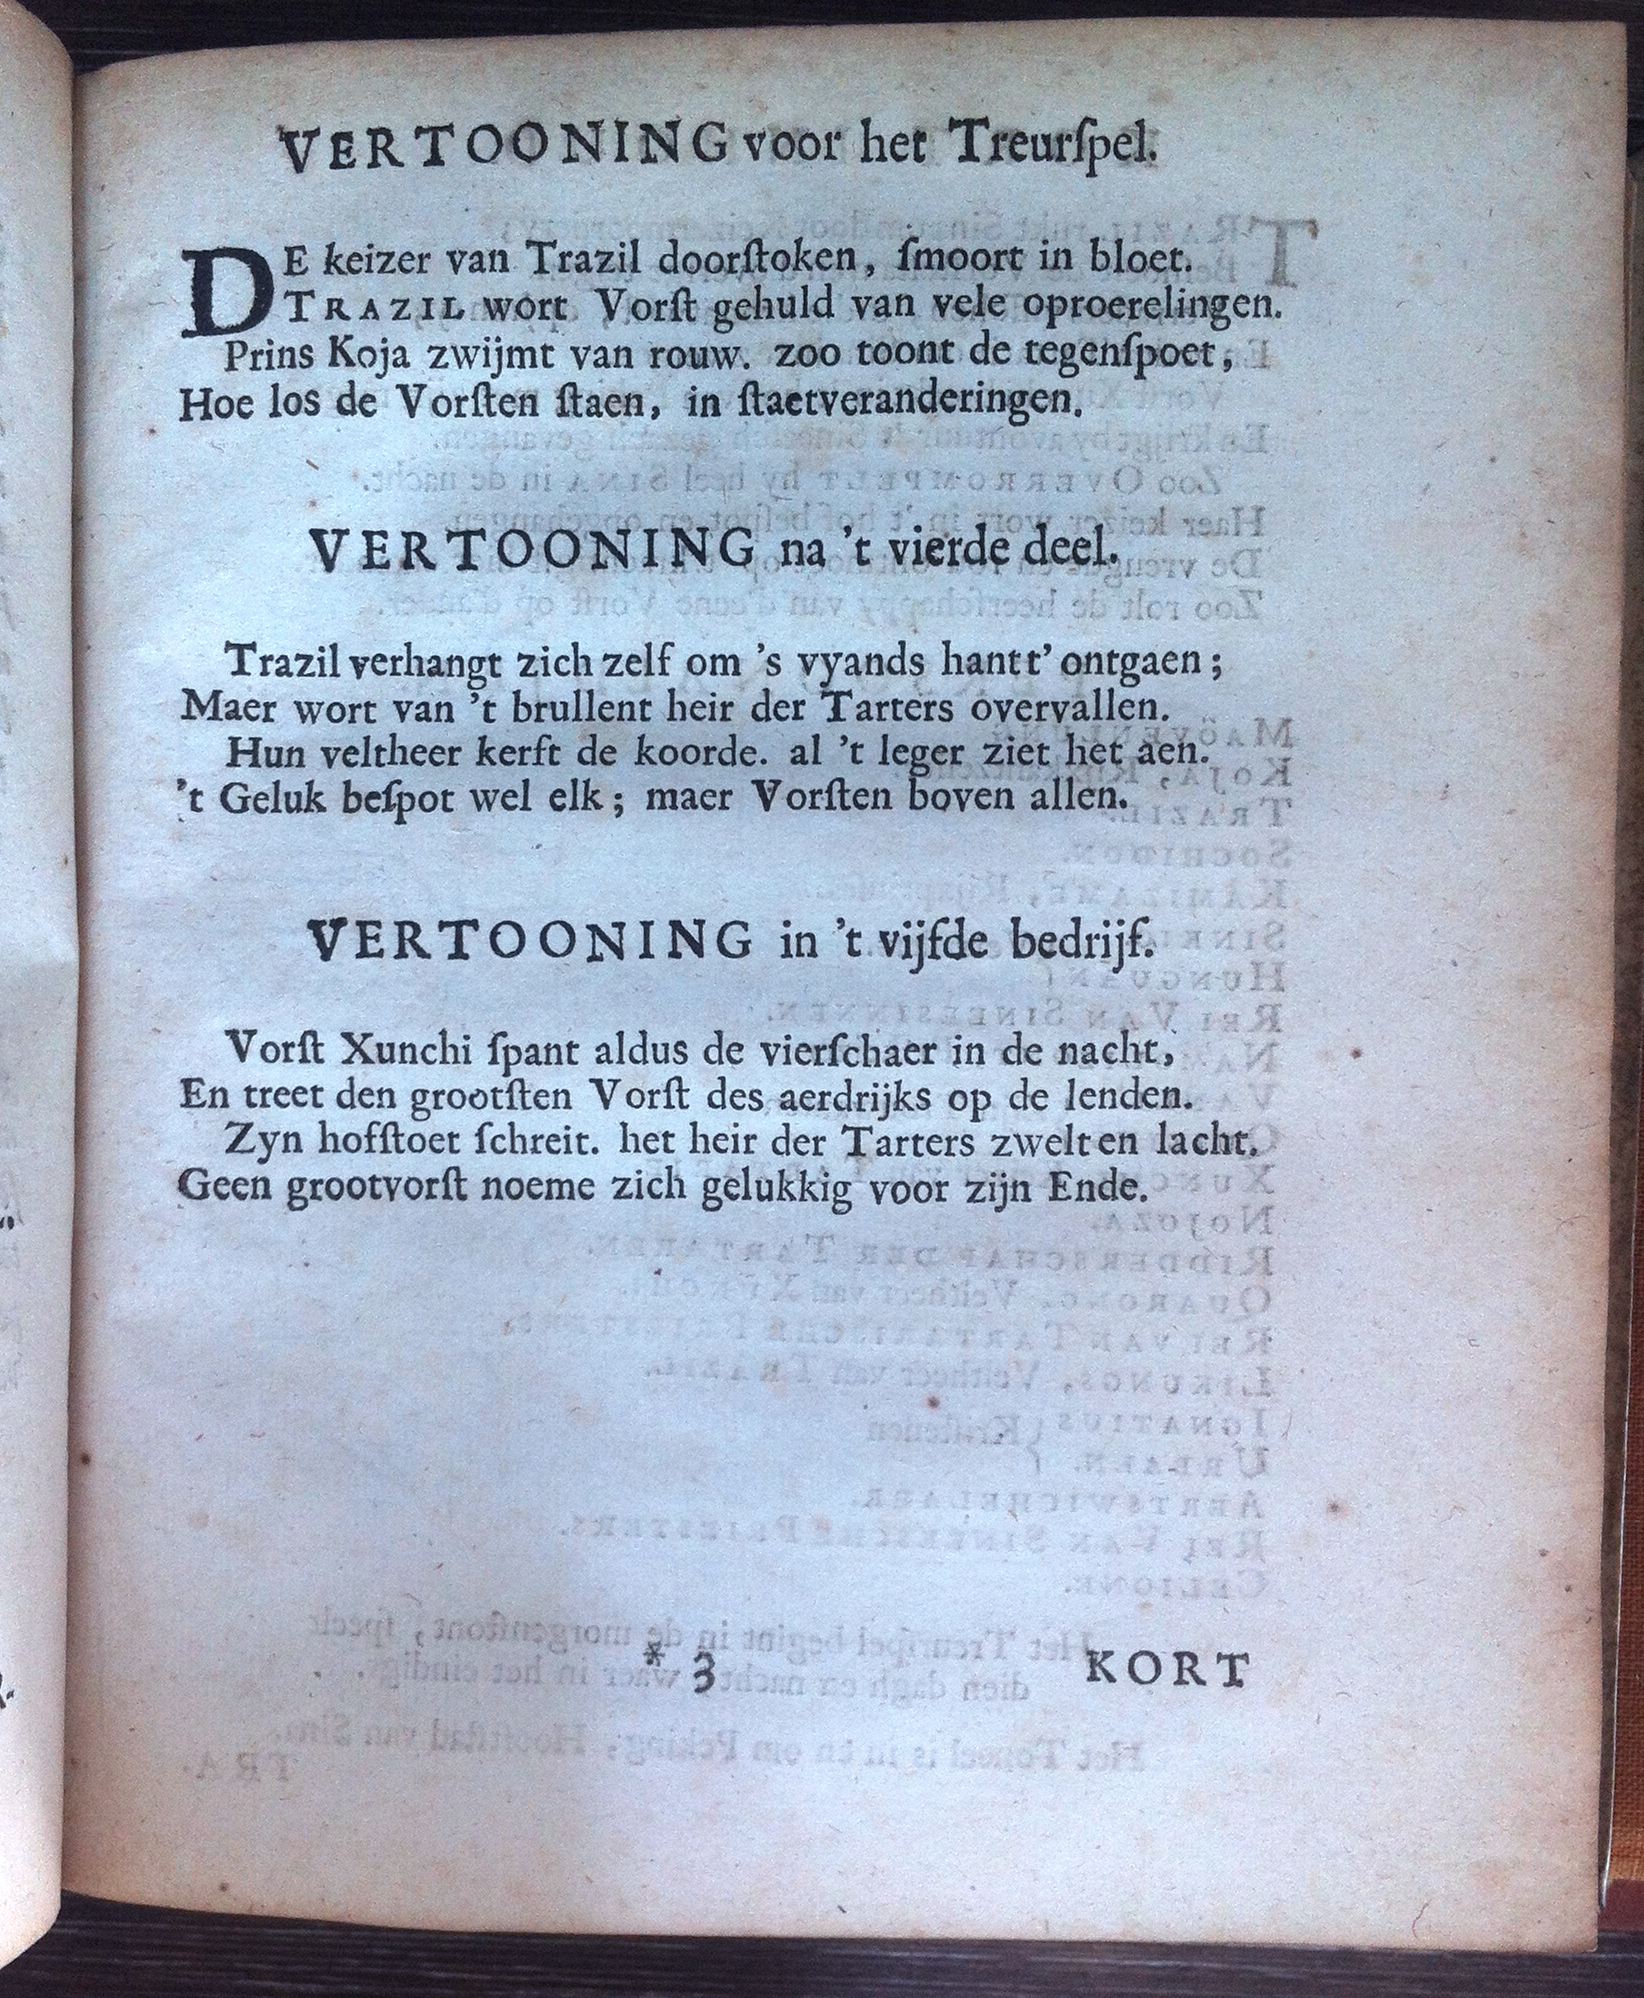 VERTOONING voor het Treurſpel.
DE keizer van Trazil doorſtoken, ſmoort in bloet.
TRAZIL wort Vorſt gehuld van vele oproerelingen.
Prins Koja zwijmt van rouw. zoo toont de tegenſpoet,
Hoe los de Vorſten ſtaen, in ſtaetveranderingen.
VERTOONING na 't vierde deel.
Trazil verhangt zich zelf om 's vyands hant t' ontgaen;
Maer wort van 't brullent heir der Tarters overvallen.
Hun veltheer kerft de koorde. al 't leger ziet het aen.
't Geluk beſpot wel elk; maer Vorſten boven allen.
VERTOONING in 't vijfde bedrijf.
Vorſt Xunchi ſpant aldus de vierſchaer in de nacht,
En treet den grootſten Vorſt des aerdrijks op de lenden.
Zyn hofſtoet ſchreit. het heir der Tarters zwelt en lacht.
Geen grootvorſt noeme zich gelukkig voor zijn Ende.
* 3 KORT